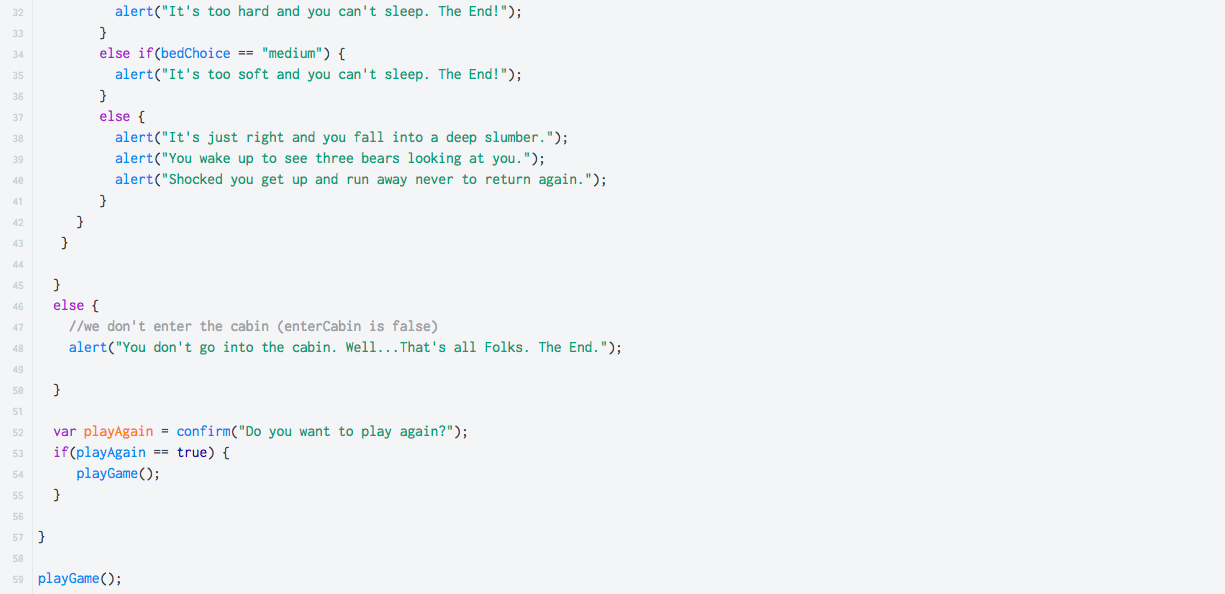 32 alert("It's too hard and you can't sleep. The End!");
33 }
34 else if(bedChoice == "medium") {
35 alert("It's too soft and you can't sleep. The End!");
36 }
37 else {
38 alert("It's just right and you fall into a deep slumber.");
39 alert("You wake up to see three bears looking at you.");
40 alert("Shocked you get up and run away never to return again.");
41 }
42 }
43 }
44
45 }
46 else {
47 //we don't enter the cabin (enterCabin is false)
48 alert("You don't go into the cabin. Well...That's all Folks. The End.");
49
50 }
51
52 var playAgain = confirm("Do you want to play again?");
53 if(playAgain == true) {
54 playGame();
55 }
56
57 }
58
59 playGame();